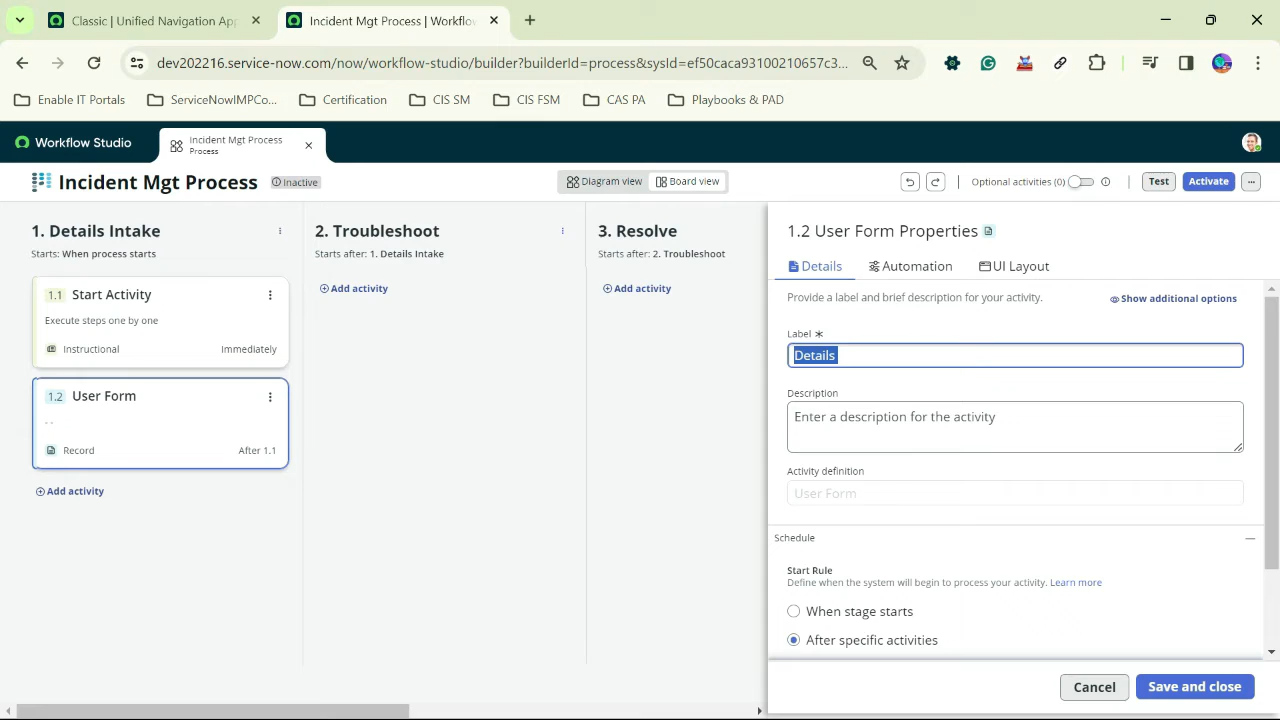 Classic | Unified Navigation Ap
Incident Mgt Process | Workflo
dev202216.service-now.com/now/workflow-studio/builder?builderId=process&sysId=ef50caca93100210657c3...
Enable IT Portals
ServiceNowIMPCo...
Certification
CIS SM
CIS FSM
CAS PA
Playbooks & PAD
Workflow Studio
Incident Mgt Process
Process
Incident Mgt Process
Inactive
Diagram view
Board view
Optional activities (0)
Test
Activate
...
1. Details Intake
Starts: When process starts
1.1 Start Activity
Execute steps one by one
Instructional
Immediately
1.2 User Form
- -
Record
After 1.1
Add activity
2. Troubleshoot
Starts after: 1. Details Intake
Add activity
3. Resolve
Starts after: 2. Troubleshoot
Add activity
1.2 User Form Properties
Details
Automation
UI Layout
Provide a label and brief description for your activity.
Show additional options
Label *
Details
Description
Enter a description for the activity
Activity definition
User Form
Schedule
Start Rule
Define when the system will begin to process your activity. Learn more
When stage starts
After specific activities
Cancel
Save and close